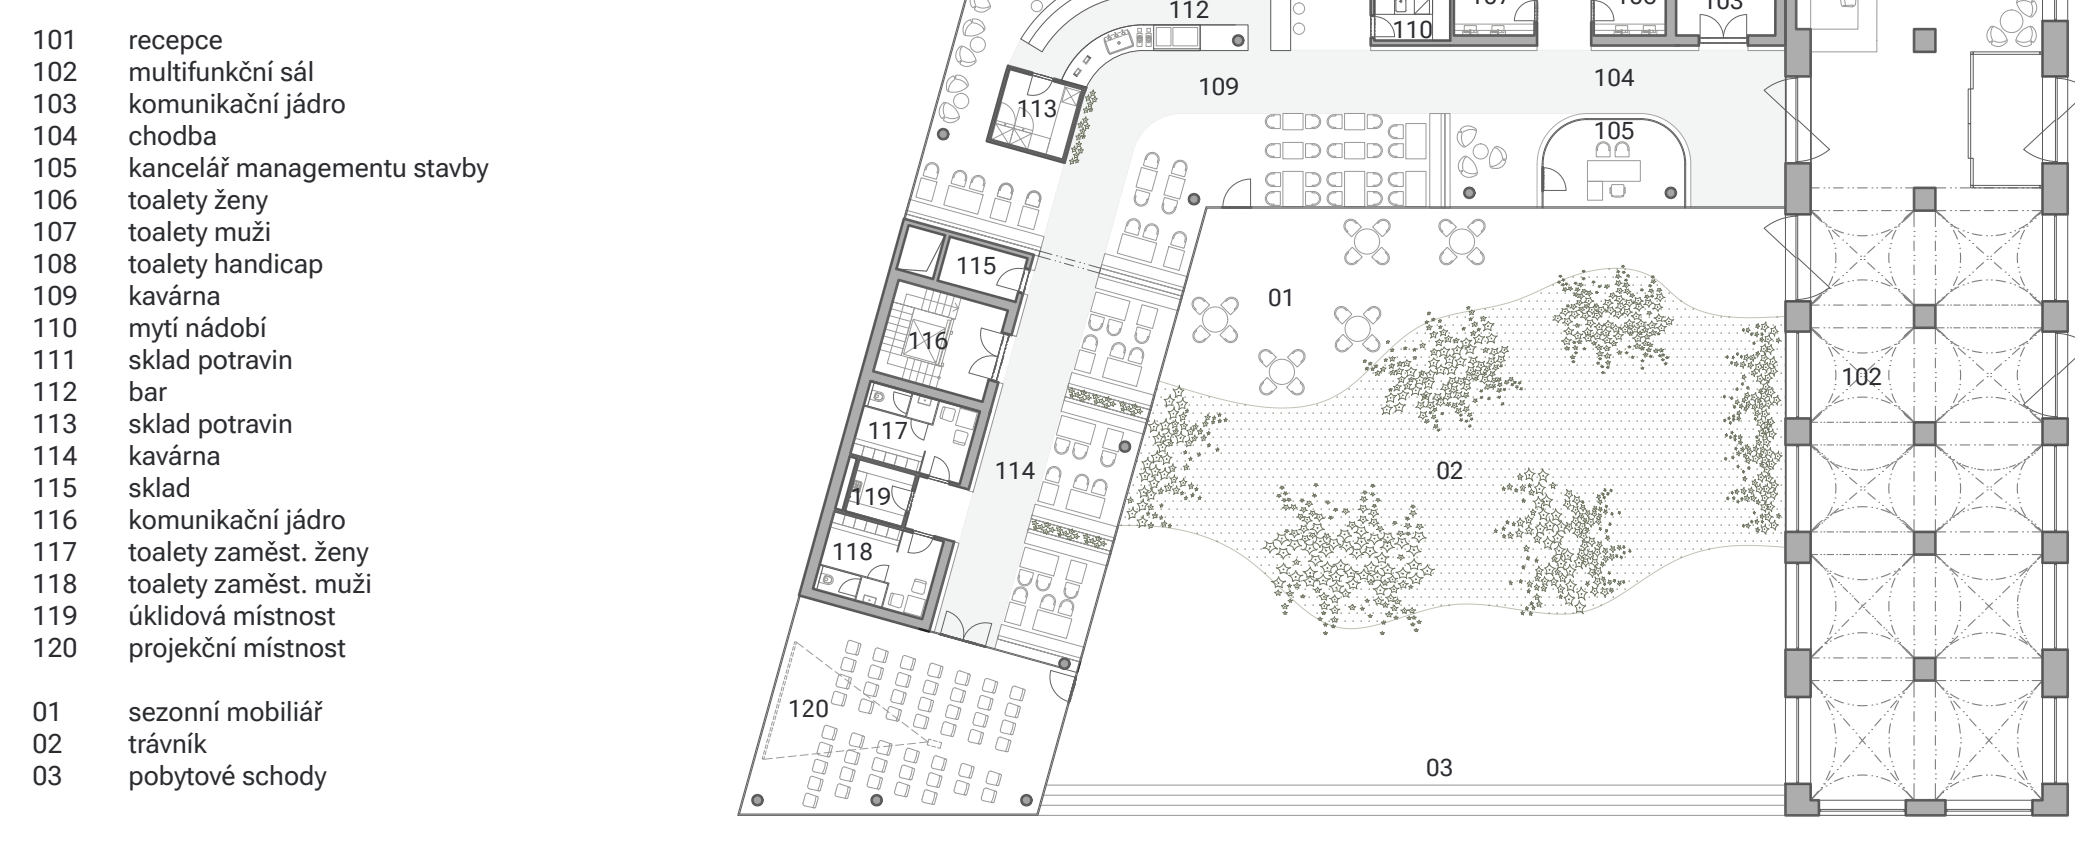 101 recepce
102 multifunkční sál
103 komunikační jádro
104 chodba
105 kancelář managementu stavby
106 toalety ženy
107 toalety muži
108 toalety handicap
109 kavárna
110 mytí nádobí
111 sklad potravin
112 bar
113 sklad potravin
114 kavárna
115 sklad
116 komunikační jádro
117 toalety zaměst. ženy
118 toalety zaměst. muži
119 úklidová místnost
120 projekční místnost
01 sezonní mobiliář
02 trávník
03 pobytové schody
112
103
110
104
109
113
105
115
01
116
102
117
02
114
119
118
120
03